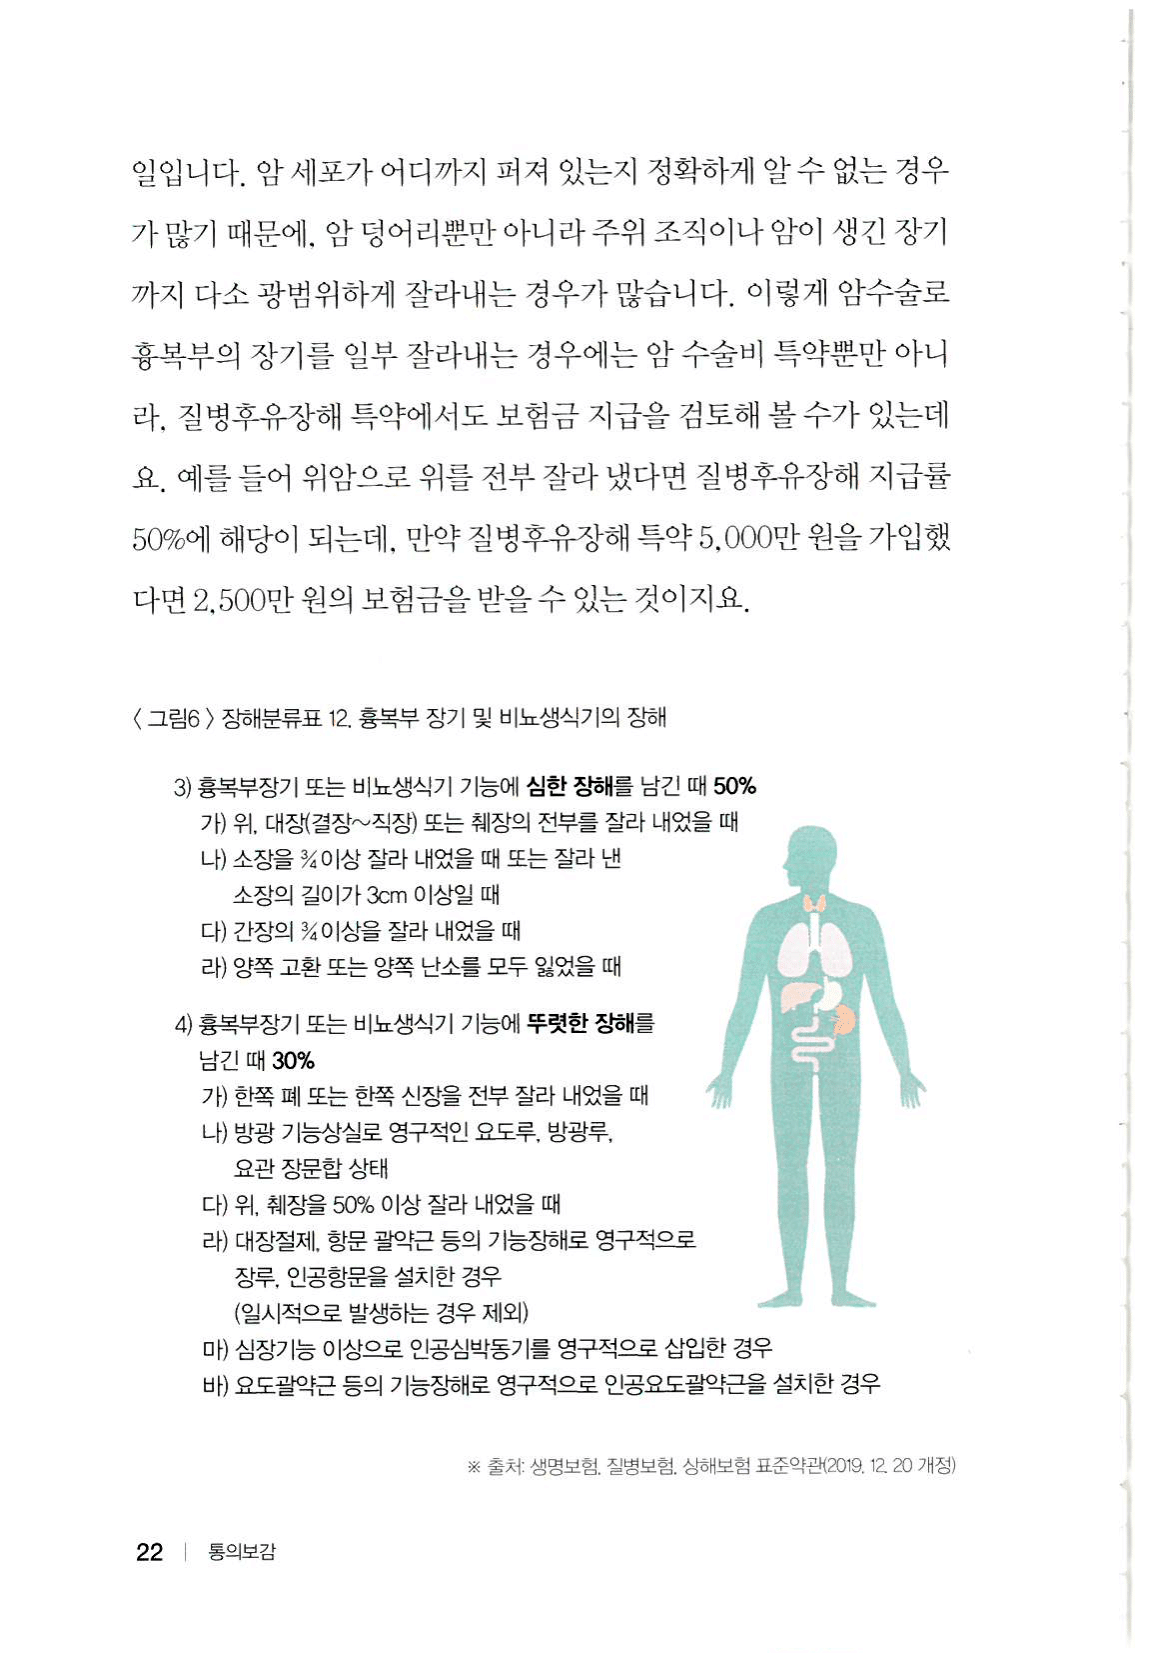 일입니다. 암 세포가 어디까지 퍼져 있는지 정확하게 알 수 없는 경우
가 많기 때문에, 암 덩어리뿐만 아니라 주위 조직이나 암이 생긴 장기
까지 다소 광범위하게 잘라내는 경우가 많습니다. 이렇게 암수술로
흉복부의 장기를 일부 잘라내는 경우에는 암 수술비 특약뿐만 아니
라, 질병후유장해 특약에서도 보험금 지급을 검토해 볼 수가 있는데
요. 예를 들어 위암으로 위를 전부 잘라 냈다면 질병후유장해 지급률
50%에 해당이 되는데, 만약 질병후유장해 특약 5,000만 원을 가입했
다면 2,500만 원의 보험금을 받을 수 있는 것이지요.
〈 그림6 〉 장해분류표 12. 흉복부 장기 및 비뇨생식기의 장해
3) 흉복부장기 또는 비뇨생식기 기능에 심한 장해를 남긴 때 50%
가) 위, 대장(결장~직장) 또는 췌장의 전부를 잘라 내었을 때
나) 소장을 ¾이상 잘라 내었을 때 또는 잘라 낸
소장의 길이가 3cm 이상일 때
다) 간장의 ¾이상을 잘라 내었을 때
라) 양쪽 고환 또는 양쪽 난소를 모두 잃었을 때
4) 흉복부장기 또는 비뇨생식기 기능에 뚜렷한 장해를
남긴 때 30%
가) 한쪽 폐 또는 한쪽 신장을 전부 잘라 내었을 때
나) 방광 기능상실로 영구적인 요도루, 방광루,
요관 장문합 상태
다) 위, 췌장을 50% 이상 잘라 내었을 때
라) 대장절제, 항문 괄약근 등의 기능장해로 영구적으로
장루, 인공항문을 설치한 경우
(일시적으로 발생하는 경우 제외)
마) 심장기능 이상으로 인공심박동기를 영구적으로 삽입한 경우
바) 요도괄약근 등의 기능장해로 영구적으로 인공요도괄약근을 설치한 경우
※ 출처: 생명보험, 질병보험, 상해보험 표준약관(2019. 12. 20 개정)
22 | 통의보감